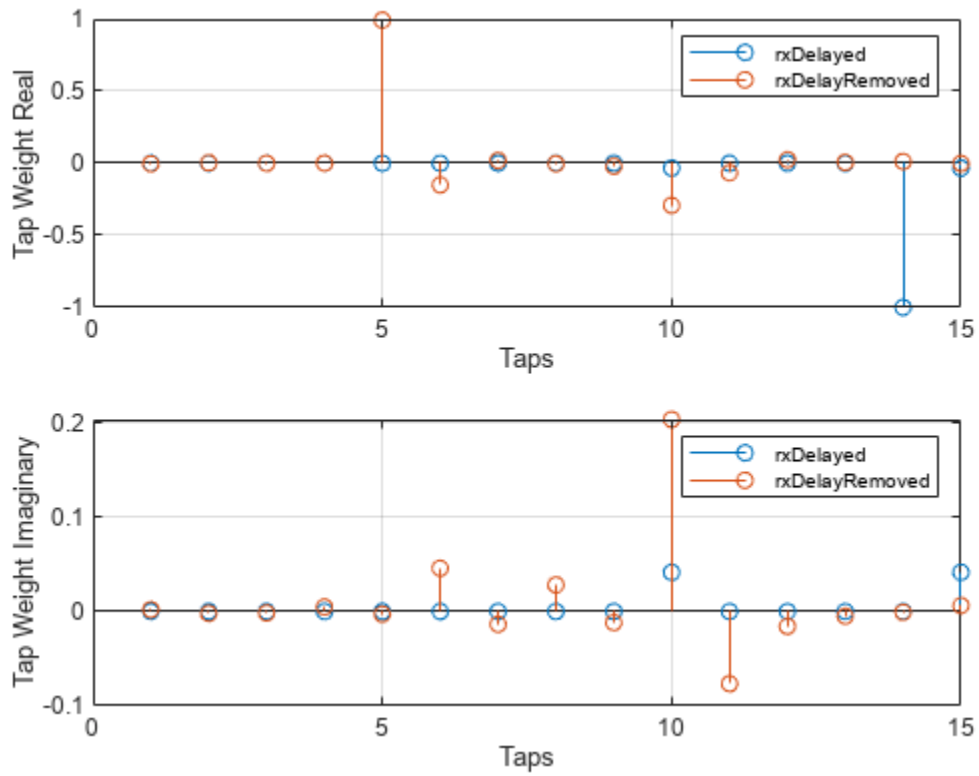 1
0.5
0
-0.5
-1
Tap Weight Real
rxDelayed
rxDelayRemoved
0
5
10
15
Taps
0.2
0.1
0
-0.1
Tap Weight Imaginary
rxDelayed
rxDelayRemoved
0
5
10
15
Taps